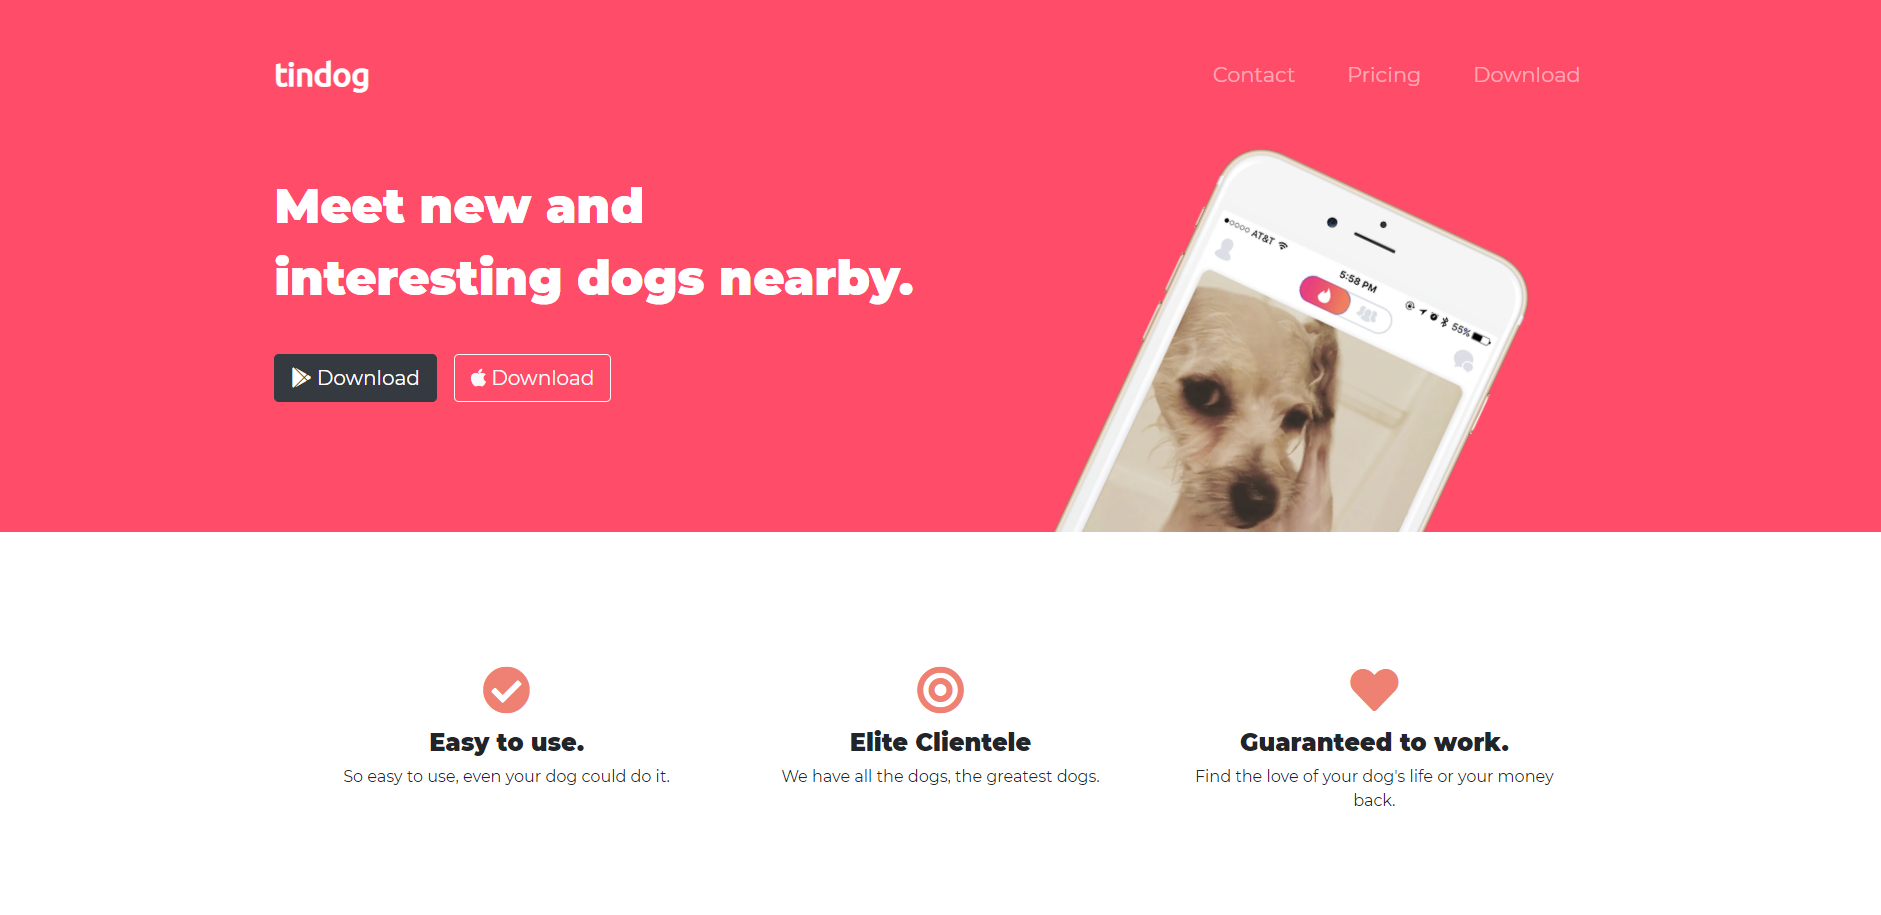 tindog
Contact Pricing Download
Meet new and
interesting dogs nearby.
Download Download
AT&T
5:58 PM
55%
Easy to use.
So easy to use, even your dog could do it.
Elite Clientele
We have all the dogs, the greatest dogs.
Guaranteed to work.
Find the love of your dog's life or your money
back.